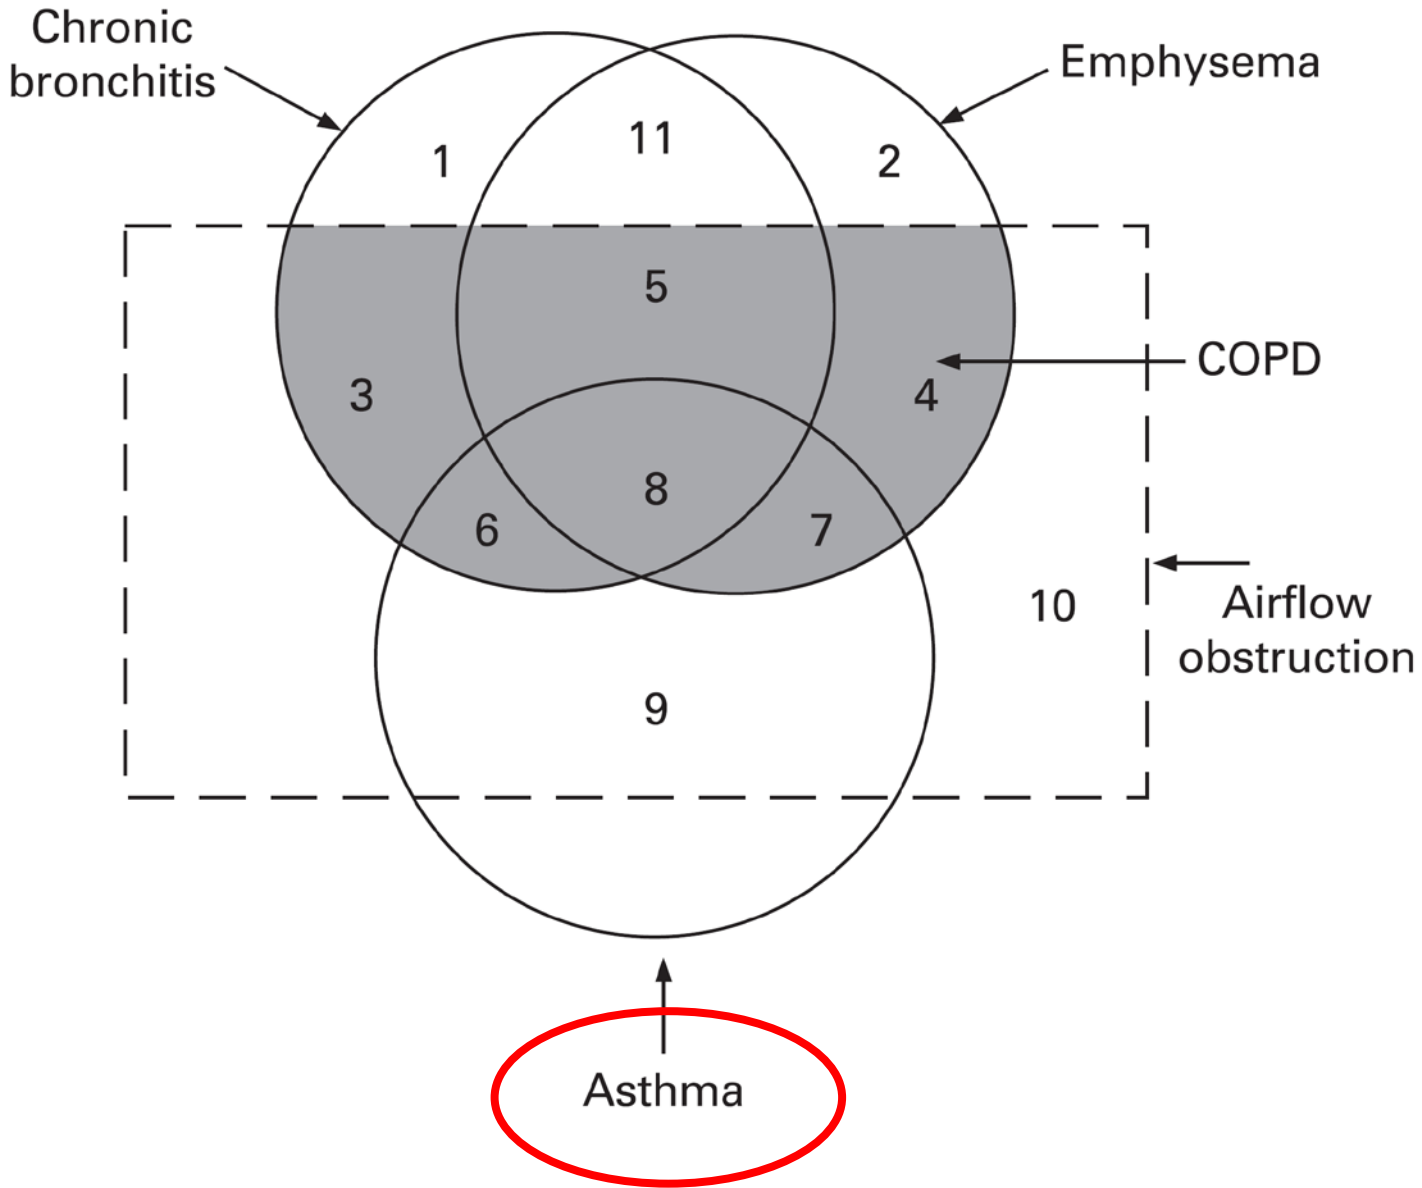 Chronic
bronchitis
Emphysema
1
11
2
5
COPD
3
4
8
6
7
10
Airflow
obstruction
9
Asthma